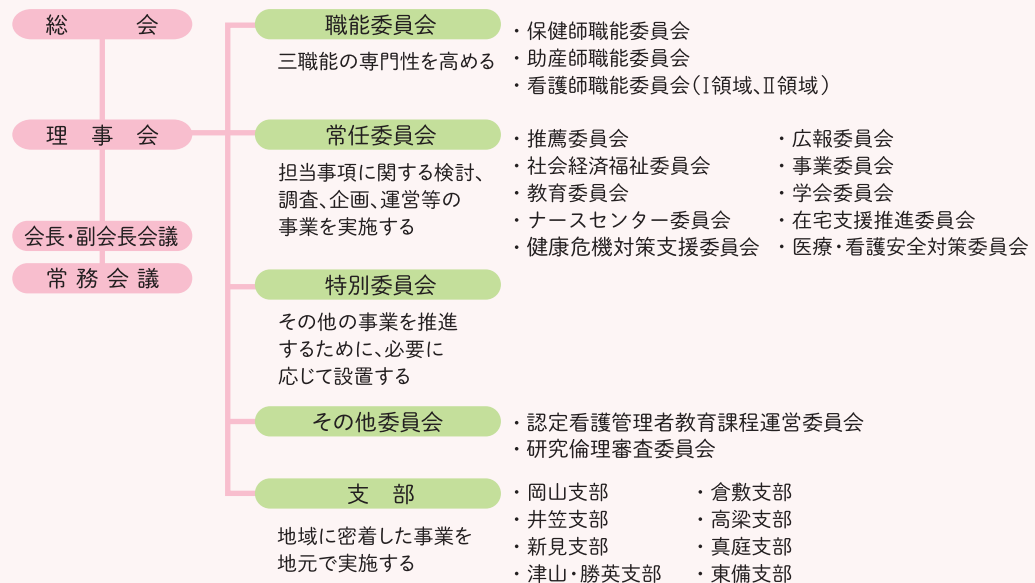 総　　会
理　事　会
会長・副会長会議
常務会議
職能委員会
三職能の専門性を高める
・保健師職能委員会
・助産師職能委員会
・看護師職能委員会（Ⅰ領域、Ⅱ領域）
常任委員会
担当事項に関する検討、
調査、企画、運営等の
事業を実施する
・推薦委員会
・社会経済福祉委員会
・教育委員会
・ナースセンター委員会
・健康危機対策支援委員会
・広報委員会
・事業委員会
・学会委員会
・在宅支援推進委員会
・医療・看護安全対策委員会
特別委員会
その他の事業を推進
するために、必要に
応じて設置する
その他委員会
・認定看護管理者教育課程運営委員会
・研究倫理審査委員会
支　部
地域に密着した事業を
地元で実施する
・岡山支部
・井笠支部
・新見支部
・津山・勝英支部
・倉敷支部
・高梁支部
・真庭支部
・東備支部